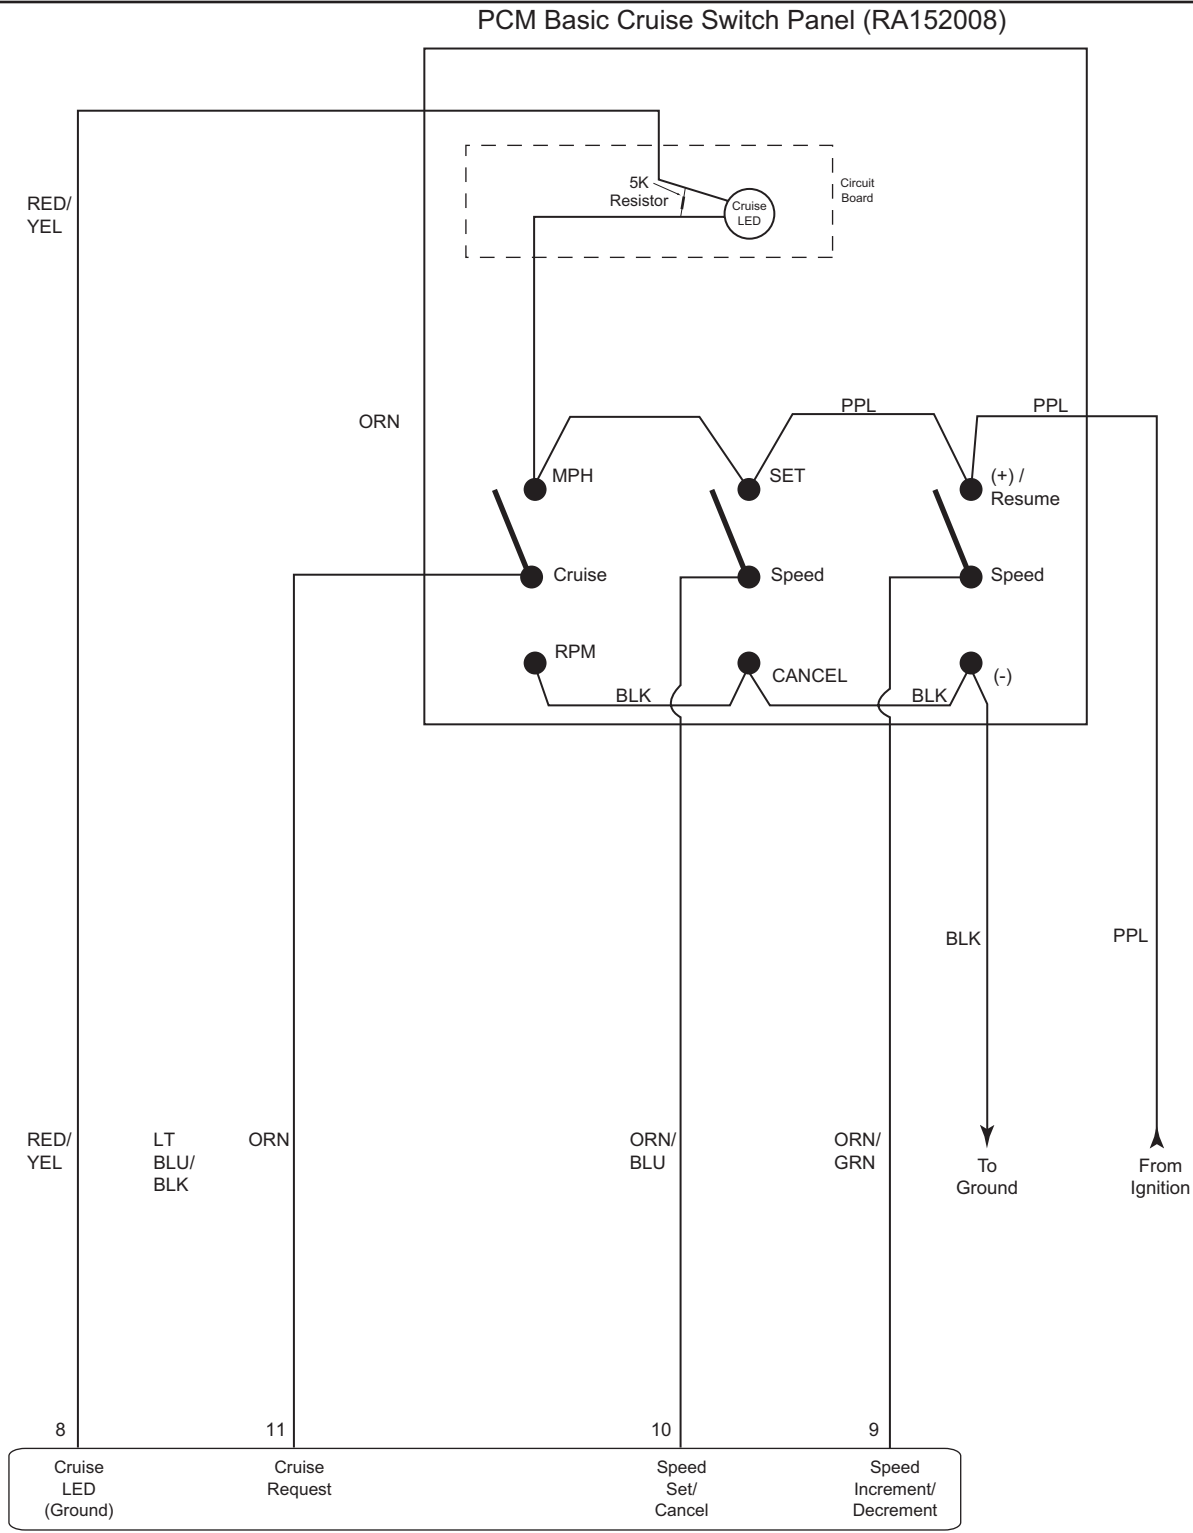 PCM Basic Cruise Switch Panel (RA152008)
RED/
YEL
5K
Resistor
Cruise
LED
Circuit
Board
ORN
PPL
PPL
MPH
SET
(+) /
Resume
Cruise
Speed
Speed
RPM
CANCEL
(-)
BLK
BLK
BLK
PPL
RED/
YEL
LT
BLU/
BLK
ORN
ORN/
BLU
ORN/
GRN
To
Ground
From
Ignition
8
11
10
9
Cruise
LED
(Ground)
Cruise
Request
Speed
Set/
Cancel
Speed
Increment/
Decrement